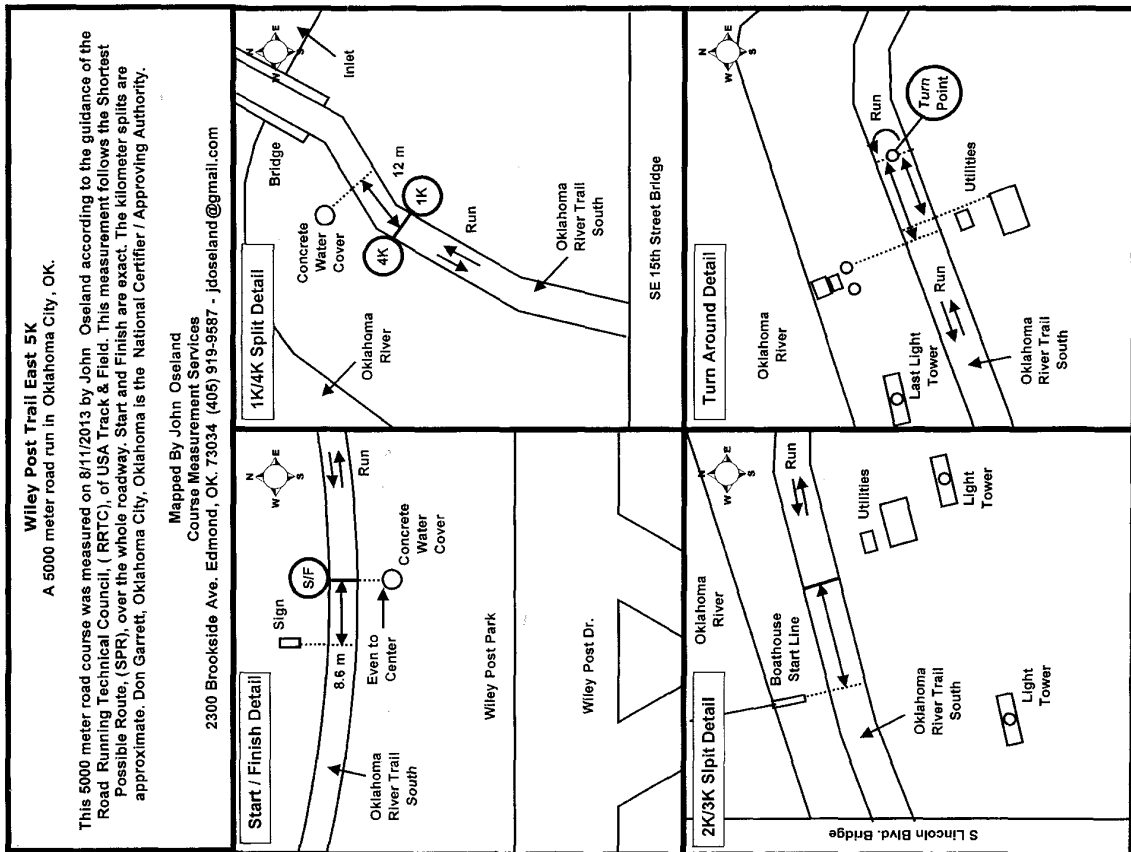 Wiley Post Trail East 5K
A 5000 meter road run in Oklahoma City, OK.
This 5000 meter road course was measured on 8/11/2013 by John Oseland according to the guidance of the
Road Running Technical Council, ( RRTC), of USA Track & Field. This measurement follows the Shortest
Possible Route, (SPR), over the whole roadway. Start and Finish are exact. The kilometer splits are
approximate. Don Garrett, Oklahoma City, Oklahoma is the National Certifier / Approving Authority.
Mapped By John Oseland
Course Measurement Services
2300 Brookside Ave. Edmond, OK. 73034 (405) 919-9587 - jdoseland@gmail.com
Start / Finish Detail
N
E
S
W
Sign
S/F
8.6 m
Run
Even to
Center
Concrete
Water
Cover
Oklahoma
River Trail
South
Wiley Post Park
Wiley Post Dr.
1K/4K Split Detail
N
E
S
W
Bridge
Inlet
Concrete
Water
Cover
12 m
4K
1K
Run
Oklahoma
River
Oklahoma
River Trail
South
SE 15th Street Bridge
2K/3K Slpit Detail
N
E
S
W
Oklahoma
River
Boathouse
Start Line
Run
Utilities
Light
Tower
Oklahoma
River Trail
South
Light
Tower
S Lincoln Blvd. Bridge
Turn Around Detail
N
E
S
W
Oklahoma
River
Run
Turn
Point
Last Light
Tower
Run
Utilities
Oklahoma
River Trail
South